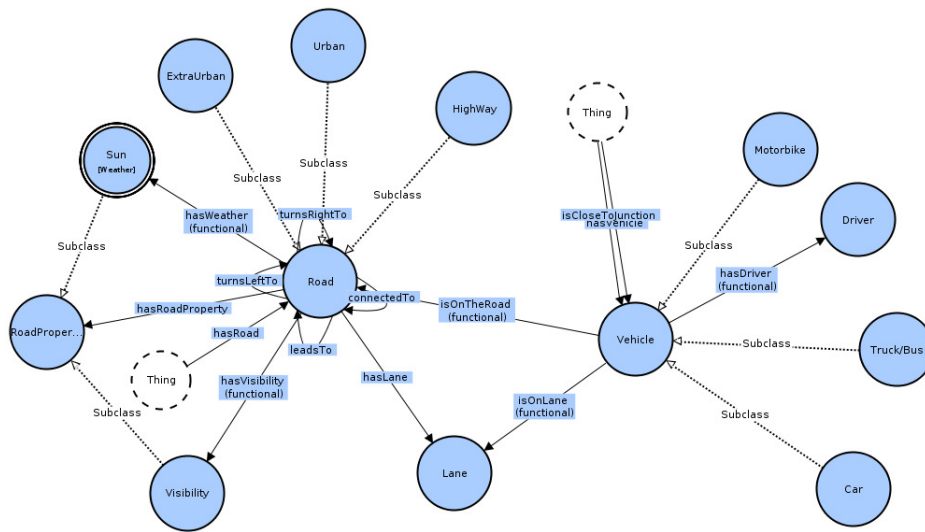 Urban
ExtraUrban
HighWay
Thing
Sun
[Weather]
Motorbike
Subclass
Subclass
Subclass
hasWeather
(functional)
turnsRightTo
isCloseToJunction
hasVehicle
Driver
Subclass
Subclass
hasDriver
(functional)
turnsLeftTo
Road
connectedTo
hasRoadProperty
isOnTheRoad
(functional)
RoadProper...
hasRoad
leadsTo
Vehicle
Subclass
Truck/Bus
Thing
hasVisibility
(functional)
hasLane
isOnLane
(functional)
Subclass
Subclass
Visibility
Lane
Car